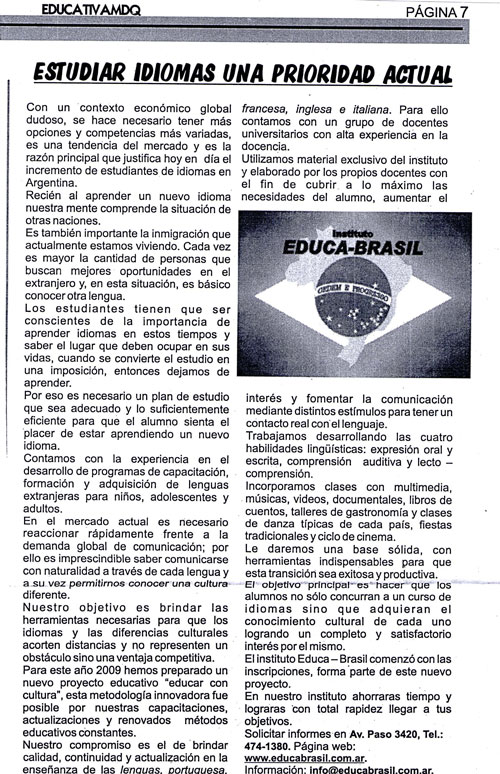 EDUCATIVAMDQ
PÁGINA 7
ESTUDIAR IDIOMAS UNA PRIORIDAD ACTUAL
Con un contexto económico global
dudoso, se hace necesario tener más
opciones y competencias más variadas,
es una tendencia del mercado y es la
razón principal que justifica hoy en día el
incremento de estudiantes de idiomas en
Argentina.
Recién al aprender un nuevo idioma
nuestra mente comprende la situación de
otras naciones.
Es también importante la inmigración que
actualmente estamos viviendo. Cada vez
es mayor la cantidad de personas que
buscan mejores oportunidades en el
extranjero y, en esta situación, es básico
conocer otra lengua.
Los estudiantes tienen que ser
conscientes de la importancia de
aprender idiomas en estos tiempos y
saber el lugar que deben ocupar en sus
vidas, cuando se convierte el estudio en
una imposición, entonces dejamos de
aprender.
Por eso es necesario un plan de estudio
que sea adecuado y lo suficientemente
eficiente para que el alumno sienta el
placer de estar aprendiendo un nuevo
idioma.
Contamos con la experiencia en el
desarrollo de programas de capacitación,
formación y adquisición de lenguas
extranjeras para niños, adolescentes y
adultos.
En el mercado actual es necesario
reaccionar rápidamente frente a la
demanda global de comunicación; por
ello es imprescindible saber comunicarse
con naturalidad a través de cada lengua y
a su vez permitirnos conocer una cultura
diferente.
Nuestro objetivo es brindar las
herramientas necesarias para que los
idiomas y las diferencias culturales
acorten distancias y no representen un
obstáculo sino una ventaja competitiva.
Para este año 2009 hemos preparado un
nuevo proyecto educativo "educar con
cultura", esta metodología innovadora fue
posible por nuestras capacitaciones,
actualizaciones y renovados métodos
educativos constantes.
Nuestro compromiso es el de brindar
calidad, continuidad y actualización en la
enseñanza de las lenguas, portuguesa,
francesa, inglesa e italiana. Para ello
contamos con un grupo de docentes
universitarios con alta experiencia en la
docencia.
Utilizamos material exclusivo del instituto
y elaborado por los propios docentes con
el fin de cubrir a lo máximo las
necesidades del alumno, aumentar el
Instituto
EDUCA-BRASIL
ORDEM E PROGRESSO
interés y fomentar la comunicación
mediante distintos estímulos para tener un
contacto real con el lenguaje.
Trabajamos desarrollando las cuatro
habilidades lingüísticas: expresión oral y
escrita, comprensión auditiva y lecto –
comprensión.
Incorporamos clases con multimedia,
músicas, videos, documentales, libros de
cuentos, talleres de gastronomía y clases
de danza típicas de cada país, fiestas
tradicionales y ciclo de cinema.
Le daremos una base sólida, con
herramientas indispensables para que
esta transición sea exitosa y productiva.
El objetivo principal es hacer que los
alumnos no sólo concurran a un curso de
idiomas sino que adquieran el
conocimiento cultural de cada uno
logrando un completo y satisfactorio
interés por el mismo.
El instituto Educa – Brasil comenzó con las
inscripciones, forma parte de este nuevo
proyecto.
En nuestro instituto ahorraras tiempo y
lograras con total rapidez llegar a tus
objetivos.
Solicitar informes en Av. Paso 3420, Tel.:
474-1380. Página web:
www.educabrasil.com.ar.
Información: info@educabrasil.com.ar.